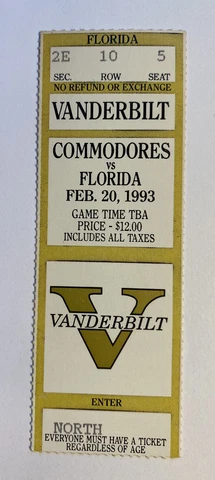 FLORIDA
2E 10 5
SEC. ROW SEAT
NO REFUND OR EXCHANGE
VANDERBILT
COMMODORES
VS
FLORIDA
FEB. 20, 1993
GAME TIME TBA
PRICE - $12.00
INCLUDES ALL TAXES
V
VANDERBILT
ENTER
NORTH
EVERYONE MUST HAVE A TICKET
REGARDLESS OF AGE